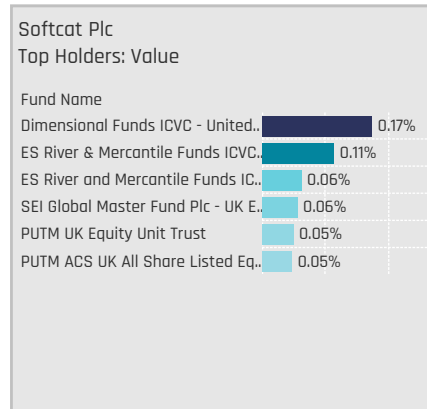 Softcat Plc
Top Holders: Value
Fund Name
Dimensional Funds ICVC - United.. 0.17%
ES River & Mercantile Funds ICVC.. 0.11%
ES River and Mercantile Funds IC.. 0.06%
SEI Global Master Fund Plc - UK E.. 0.06%
PUTM UK Equity Unit Trust 0.05%
PUTM ACS UK All Share Listed Eq.. 0.05%